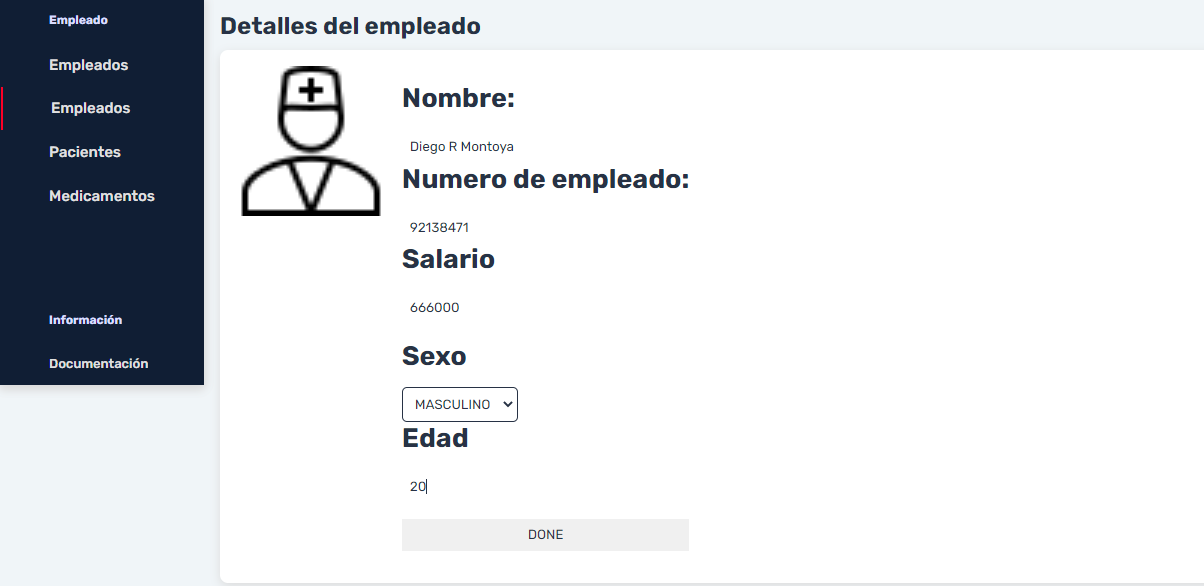 Empleado
Empleados
Empleados
Pacientes
Medicamentos
Información
Documentación
Detalles del empleado
Nombre:
Diego R Montoya
Numero de empleado:
92138471
Salario
666000
Sexo
MASCULINO
Edad
20
DONE